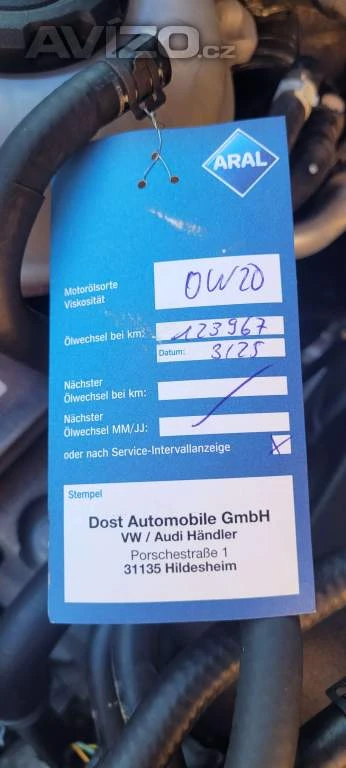 AVÍZO.cz
ARAL
Motorölsorte
Viskosität
0W20
Ölwechsel bei km:
123967
Datum: 3/25
Nächster
Ölwechsel bei km:
Nächster
Ölwechsel MM/JJ:
oder nach Service-Intervallanzeige
Stempel
Dost Automobile GmbH
VW / Audi Händler
Porschestraße 1
31135 Hildesheim